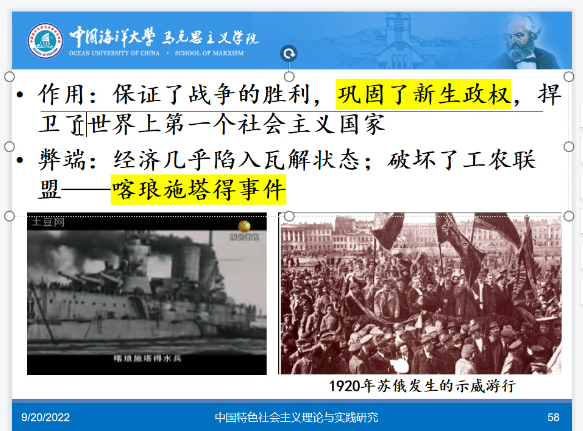 中国海洋大学 马克思主义学院
OCEAN UNIVERSITY OF CHINA · SCHOOL OF MARXISM
• 作用：保证了战争的胜利，巩固了新生政权，捍
卫了世界上第一个社会主义国家
• 弊端：经济几乎陷入瓦解状态；破坏了工农联
盟——喀琅施塔得事件
土豆网
喀琅施塔得水兵
1920年苏俄发生的示威游行
9/20/2022
中国特色社会主义理论与实践研究
58